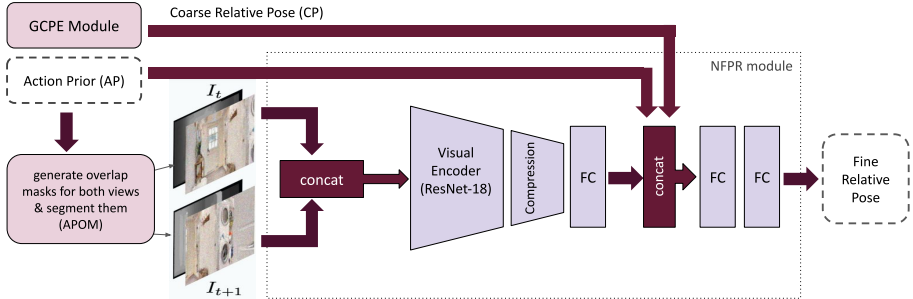 GCPE Module
Coarse Relative Pose (CP)
Action Prior (AP)
NFPR module
I_t
generate overlap
masks for both views
& segment them
(APOM)
I_{t+1}
concat
Visual
Encoder
(ResNet-18)
Compression
FC
concat
FC
FC
Fine
Relative
Pose